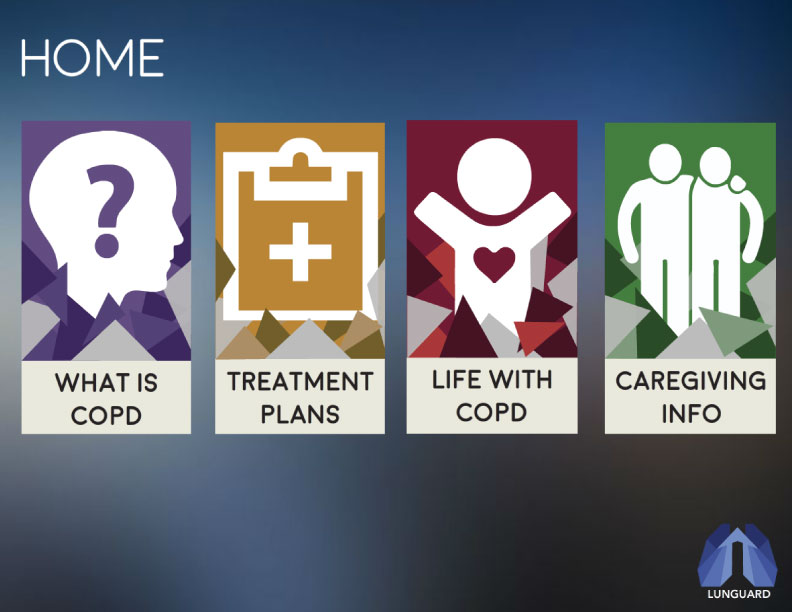 HOME
?
WHAT IS
COPD
TREATMENT
PLANS
LIFE WITH
COPD
CAREGIVING
INFO
LUNGUARD